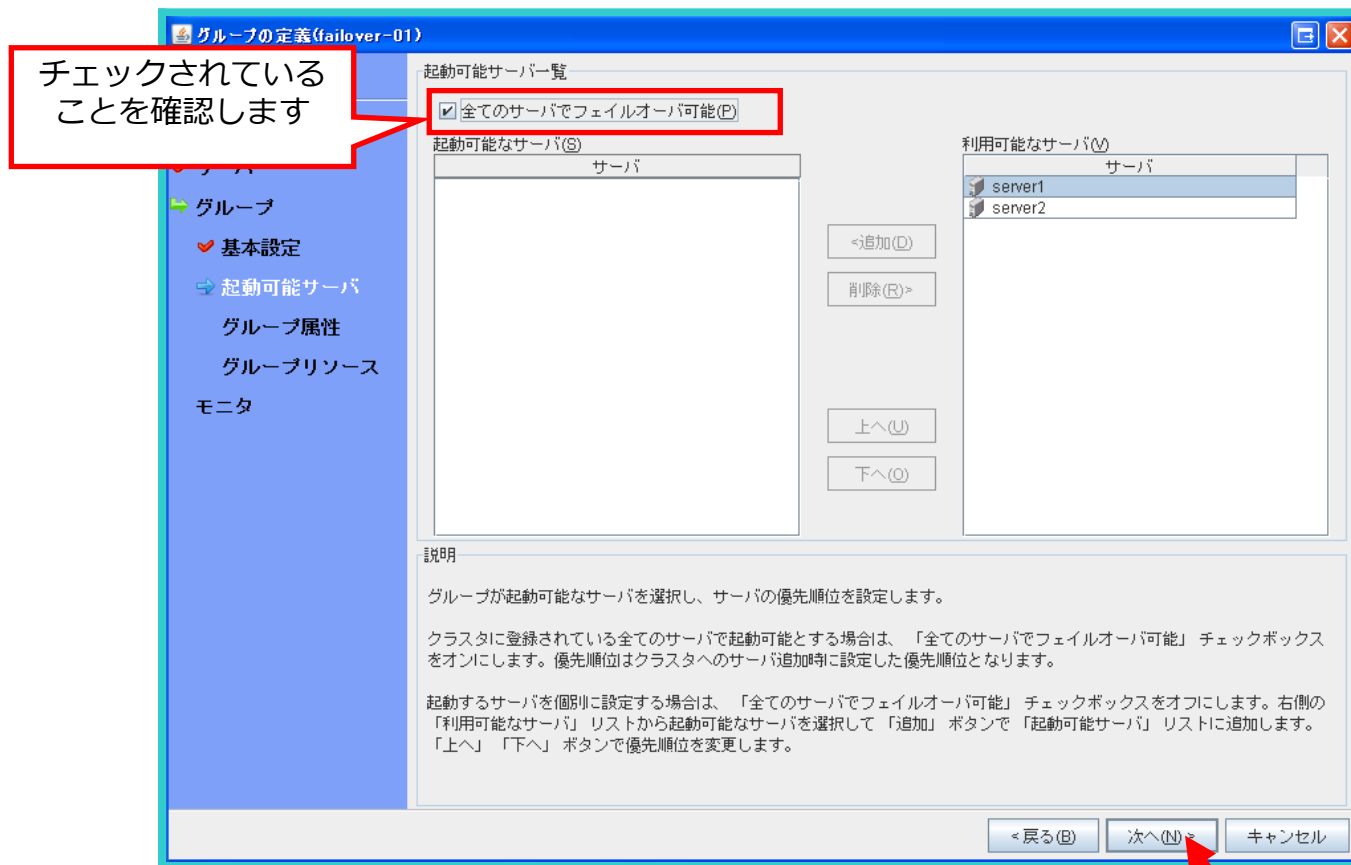 グループの定義(failover-01)
チェックされている
ことを確認します
グループ
基本設定
起動可能サーバ
グループ属性
グループリソース
モニタ
起動可能サーバ一覧
全てのサーバでフェイルオーバ可能(P)
起動可能なサーバ(S)
サーバ
<追加(D)
削除(R)>
上へ(U)
下へ(O)
利用可能なサーバ(V)
サーバ
server1
server2
説明
グループが起動可能なサーバを選択し、サーバの優先順位を設定します。
クラスタに登録されている全てのサーバで起動可能とする場合は、「全てのサーバでフェイルオーバ可能」 チェックボックス
をオンにします。優先順位はクラスタへのサーバ追加時に設定した優先順位となります。
起動するサーバを個別に設定する場合は、「全てのサーバでフェイルオーバ可能」 チェックボックスをオフにします。右側の
「利用可能なサーバ」 リストから起動可能なサーバを選択して 「追加」 ボタンで 「起動可能サーバ」 リストに追加します。
「上へ」 「下へ」 ボタンで優先順位を変更します。
<戻る(B)
次へ(N)>
キャンセル